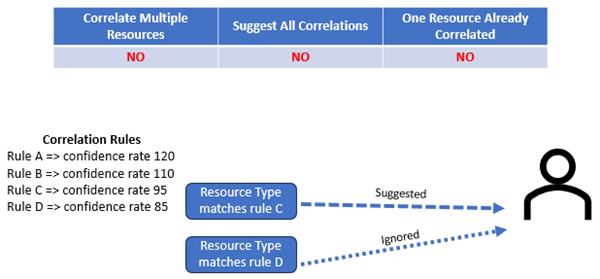 Correlate Multiple Resources
Suggest All Correlations
One Resource Already Correlated
NO
NO
NO
Correlation Rules
Rule A => confidence rate 120
Rule B => confidence rate 110
Rule C => confidence rate 95
Rule D => confidence rate 85
Resource Type
matches rule C
Suggested
Resource Type
matches rule D
Ignored